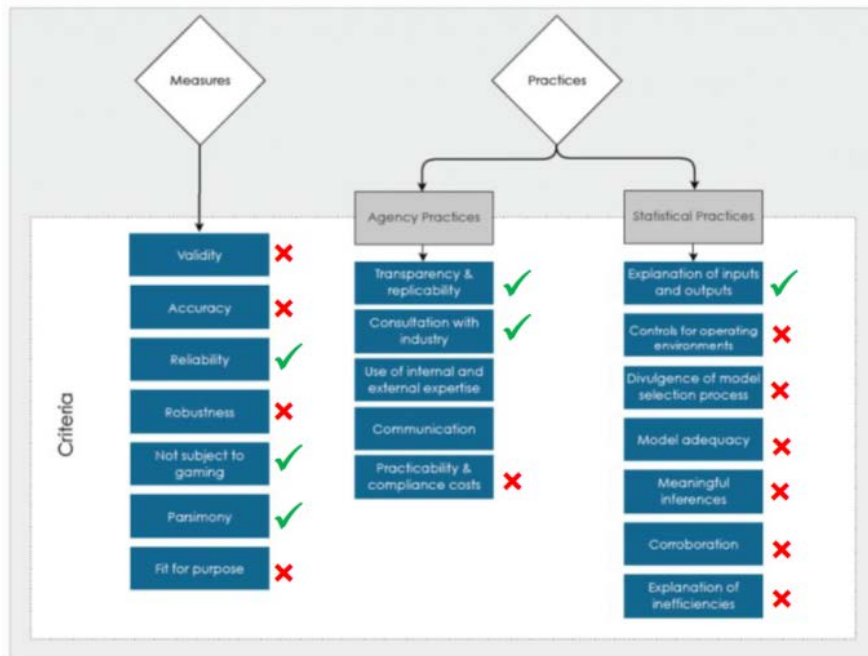 Measures
Practices
Agency Practices
Statistical Practices
Criteria
Validity
Accuracy
Reliability
Robustness
Not subject to
gaming
Parsimony
Fit for purpose
Transparency &
replicability
Consultation with
industry
Use of internal and
external expertise
Communication
Practicability &
compliance costs
Explanation of inputs
and outputs
Controls for operating
environments
Divulgence of model
selection process
Model adequacy
Meaningful
inferences
Corroboration
Explanation of
inefficiencies